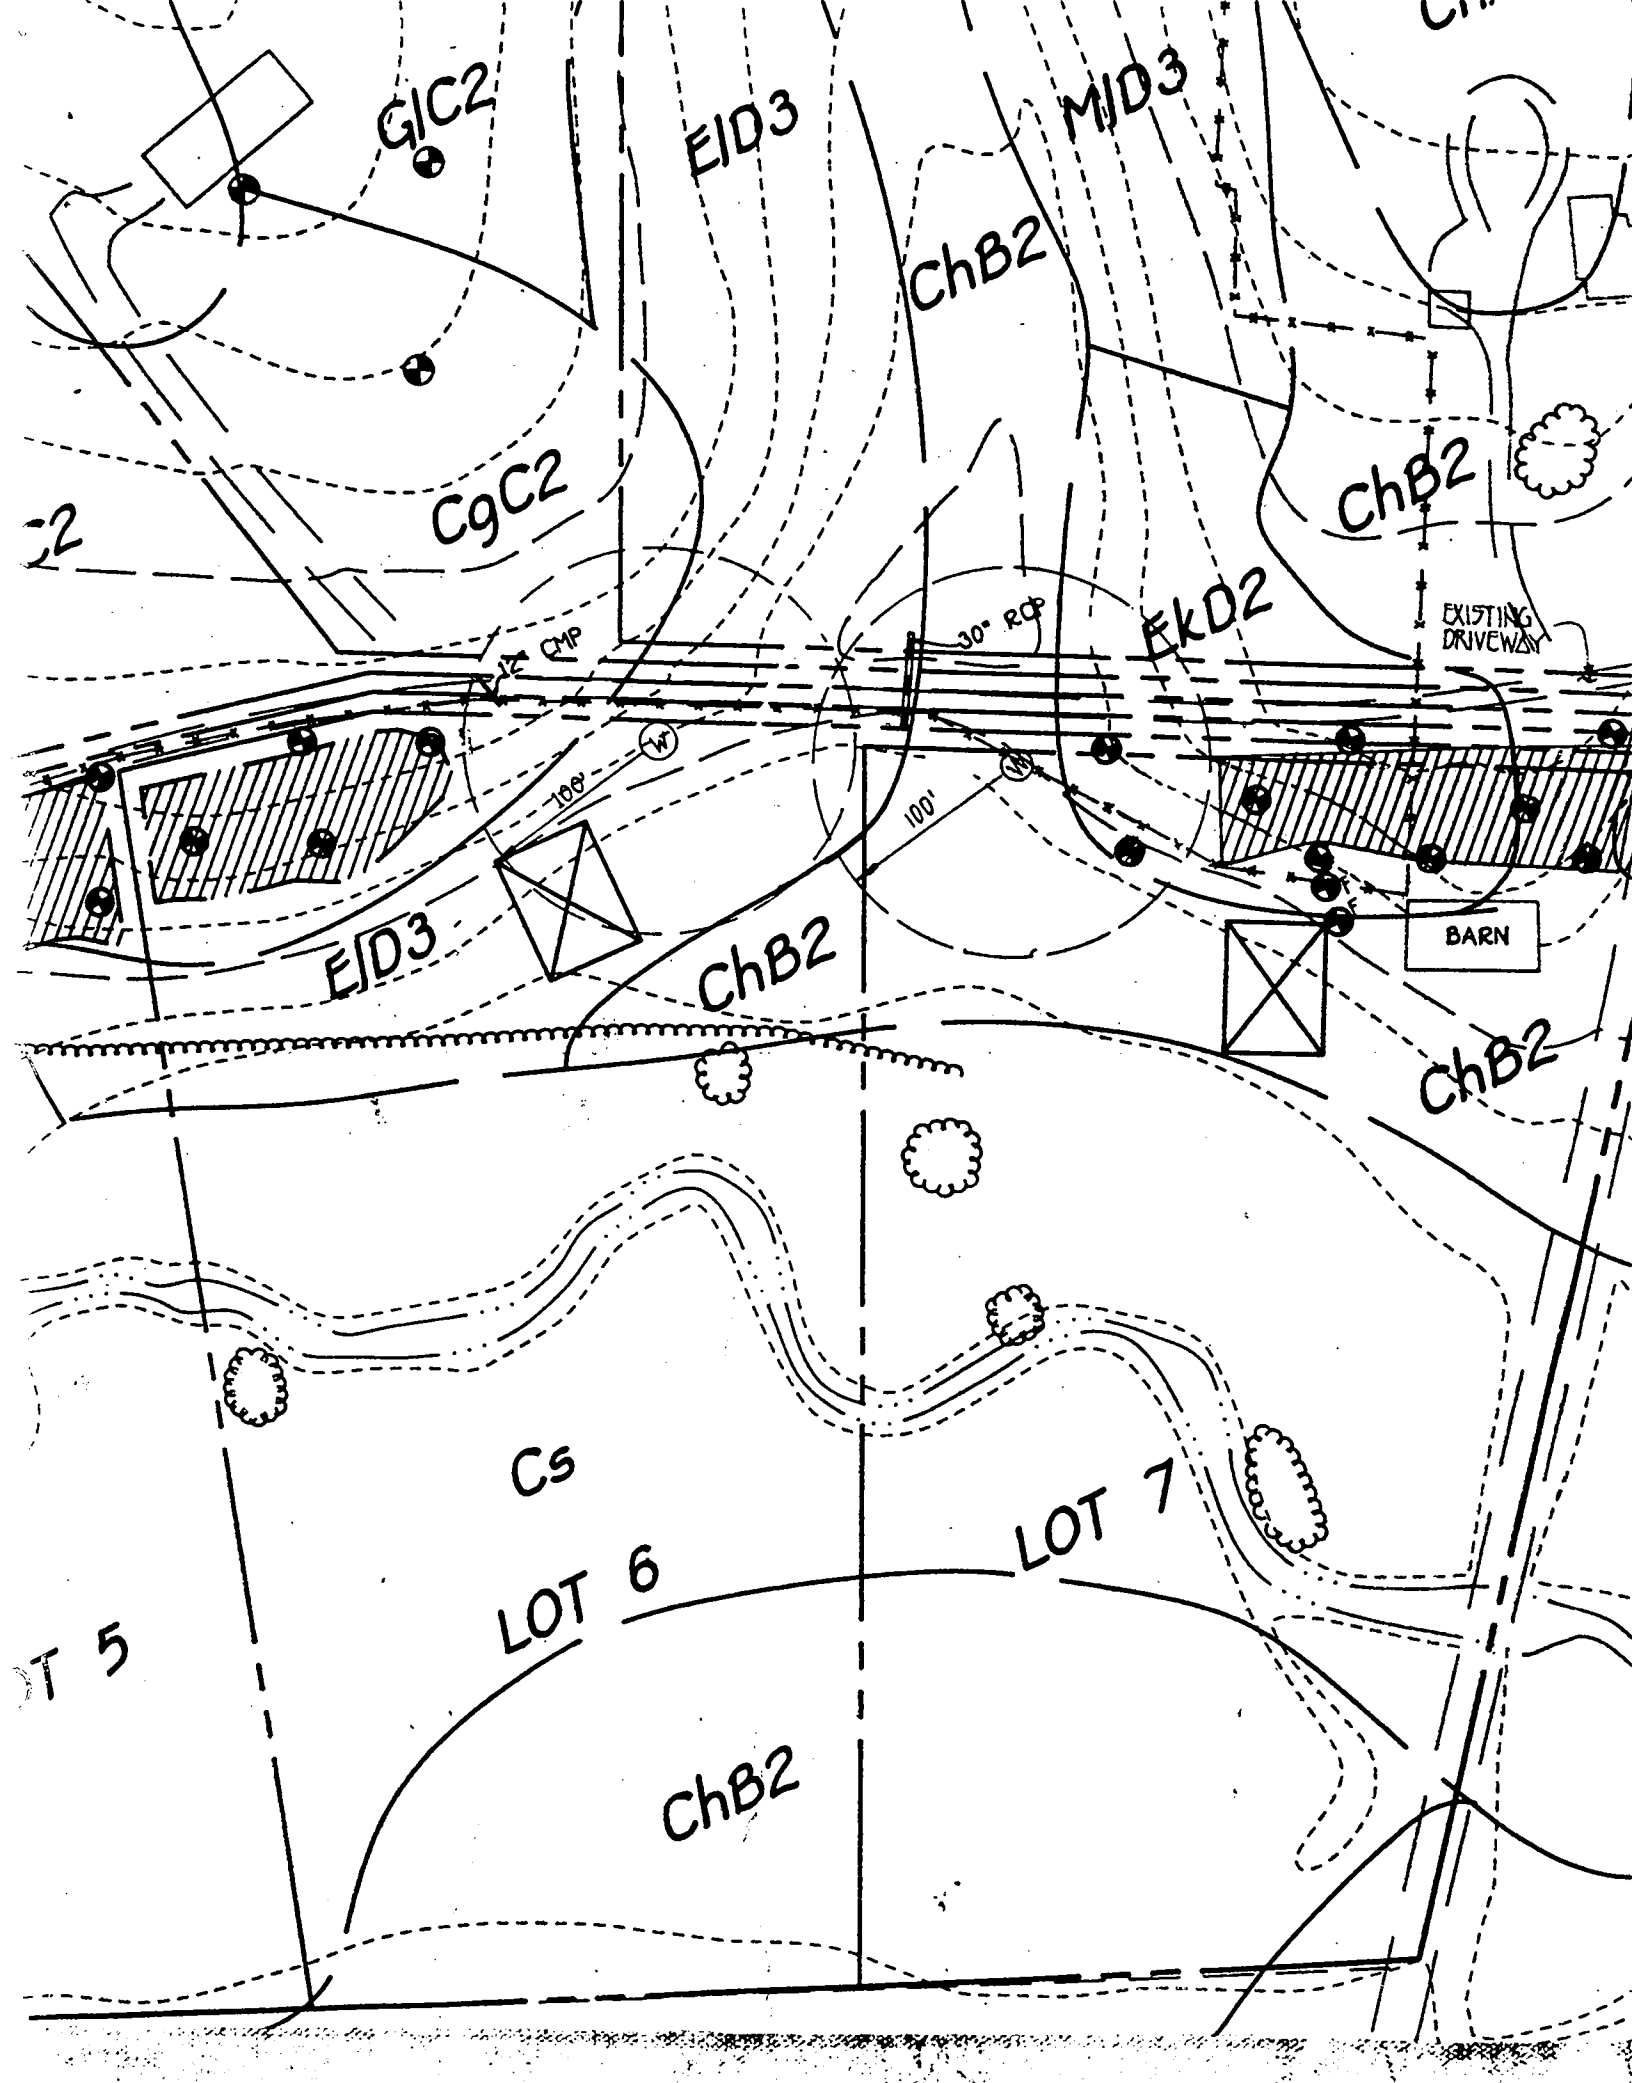 GlC2
ElD3
MlD3
ChB2
CgC2
ChB2
C2
EkD2
EXISTING
DRIVEWAY
12" CMP
30" RCP
W
W
100'
100'
F
F
BARN
ElD3
ChB2
ChB2
Cs
LOT 7
LOT 6
T 5
ChB2